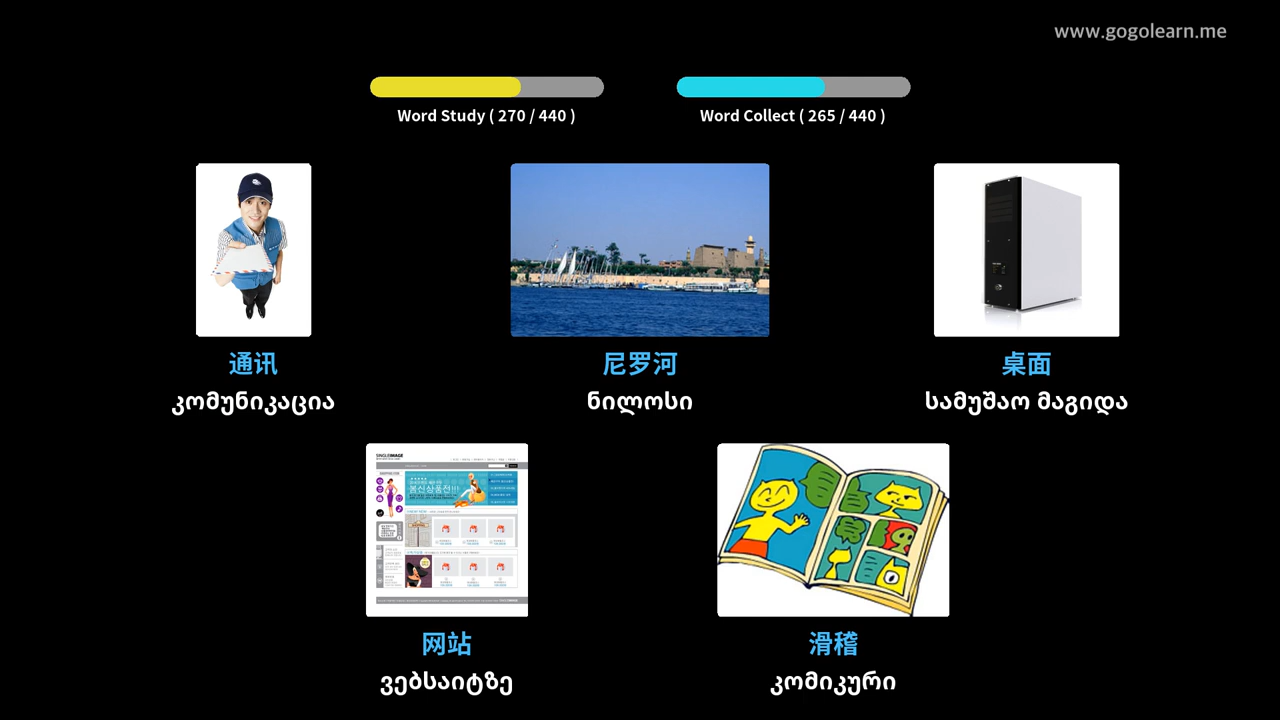 www.gogolearn.me
Word Study ( 270 / 440 )
Word Collect ( 265 / 440 )
通讯
კომუნიკაცია
尼罗河
ნილოსი
桌面
სამუშაო მაგიდა
网站
ვებსაიტზე
滑稽
კომიკური